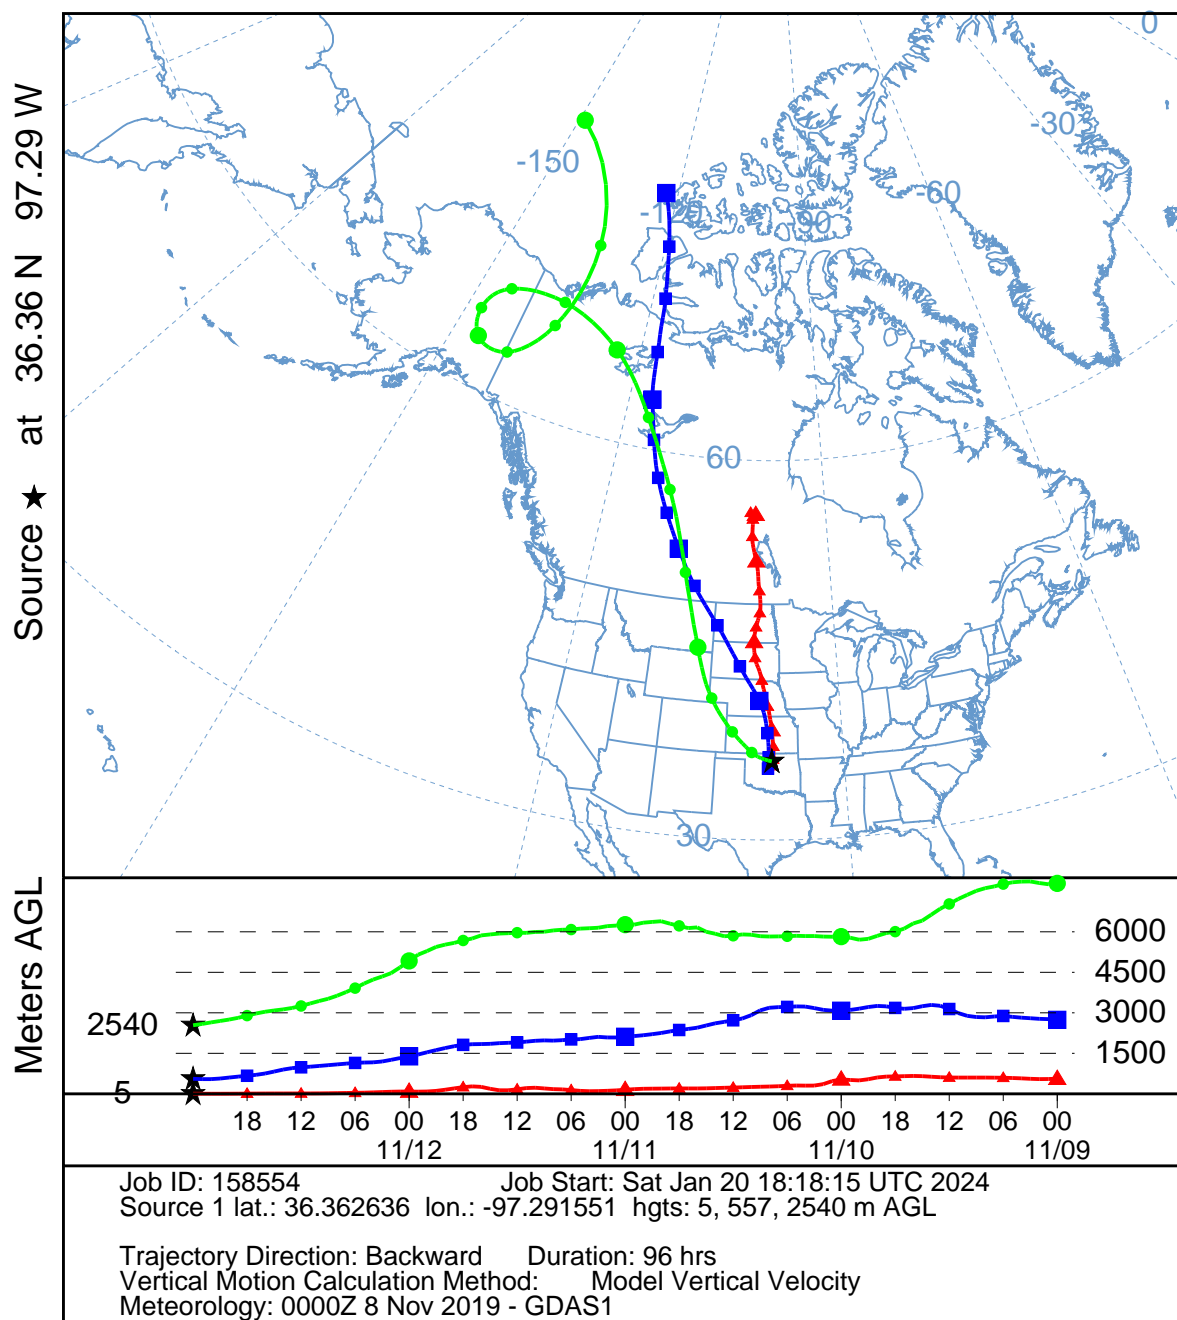 Source ★ at 36.36 N 97.29 W
0
-30
-150
-60
-120
-90
60
30
Meters AGL
6000
4500
3000
2540
1500
5
18 12 06 00 18 12 06 00 18 12 06 00 18 12 06 00
11/12 11/11 11/10 11/09
Job ID: 158554 Job Start: Sat Jan 20 18:18:15 UTC 2024
Source 1 lat.: 36.362636 lon.: -97.291551 hgts: 5, 557, 2540 m AGL
Trajectory Direction: Backward Duration: 96 hrs
Vertical Motion Calculation Method: Model Vertical Velocity
Meteorology: 0000Z 8 Nov 2019 - GDAS1